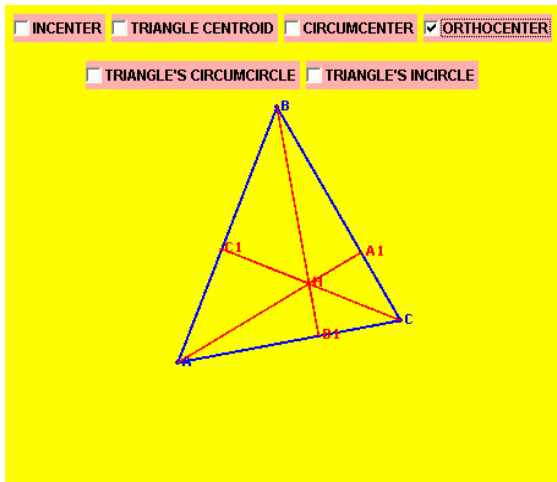 INCENTER TRIANGLE CENTROID CIRCUMCENTER ORTHOCENTER
TRIANGLE'S CIRCUMCIRCLE TRIANGLE'S INCIRCLE
B
C1 A1
H
C
B1
A